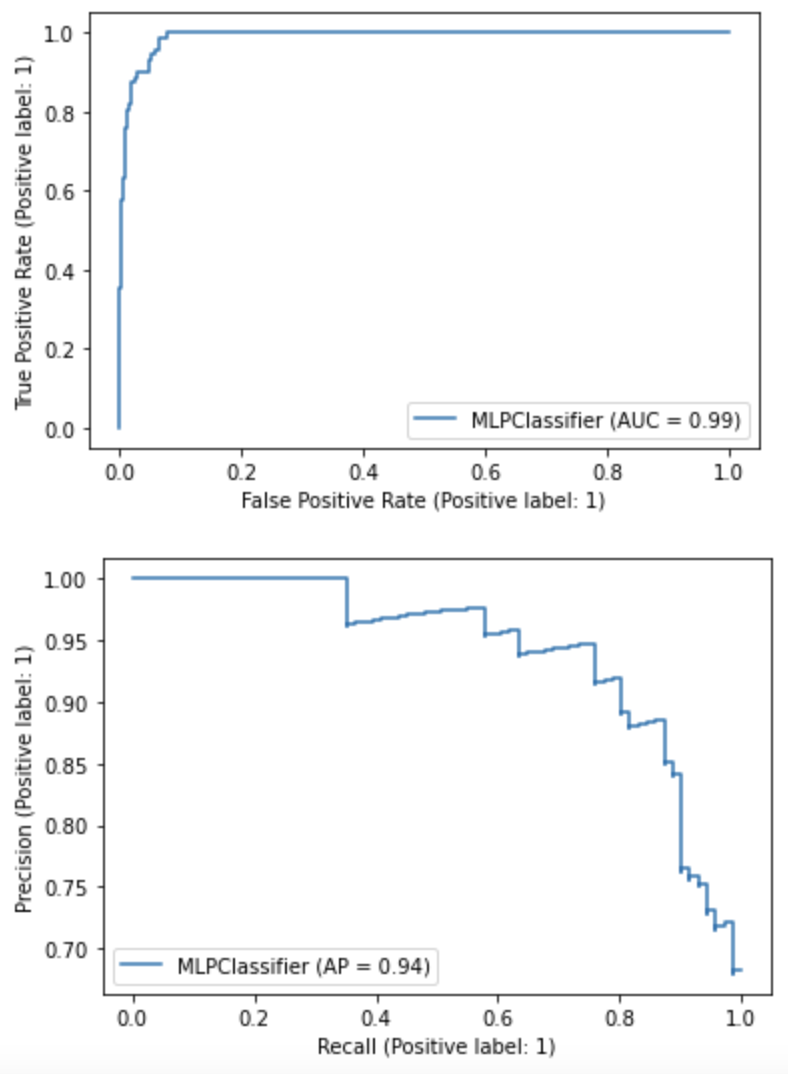 True Positive Rate (Positive label: 1)
1.0
0.8
0.6
0.4
0.2
0.0
MLPClassifier (AUC = 0.99)
0.0 0.2 0.4 0.6 0.8 1.0
False Positive Rate (Positive label: 1)
Precision (Positive label: 1)
1.00
0.95
0.90
0.85
0.80
0.75
0.70
MLPClassifier (AP = 0.94)
0.0 0.2 0.4 0.6 0.8 1.0
Recall (Positive label: 1)